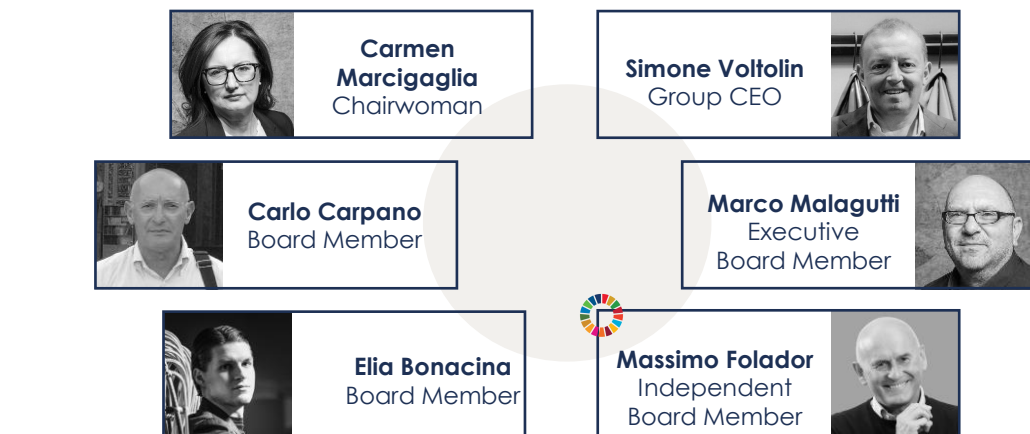 Carmen
Marcigaglia
Chairwoman
Simone Voltolin
Group CEO
Carlo Carpano
Board Member
Marco Malagutti
Executive
Board Member
Elia Bonacina
Board Member
Massimo Folador
Independent
Board Member